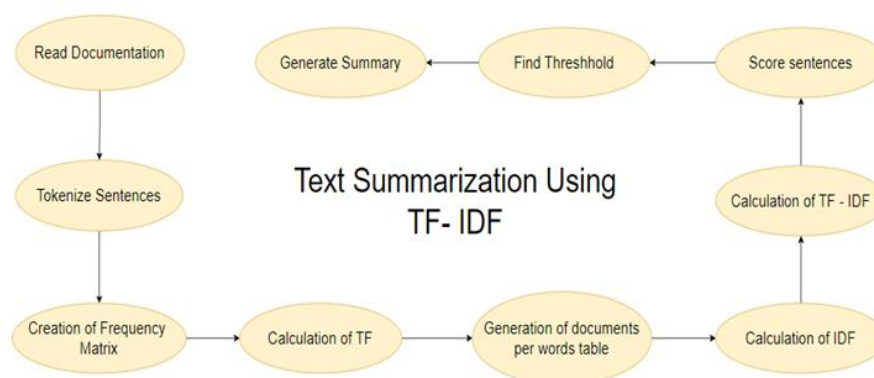 Read Documentation
Generate Summary
Find Threshhold
Score sentences
Text Summarization Using
TF- IDF
Tokenize Sentences
Calculation of TF - IDF
Creation of Frequency
Matrix
Calculation of TF
Generation of documents
per words table
Calculation of IDF